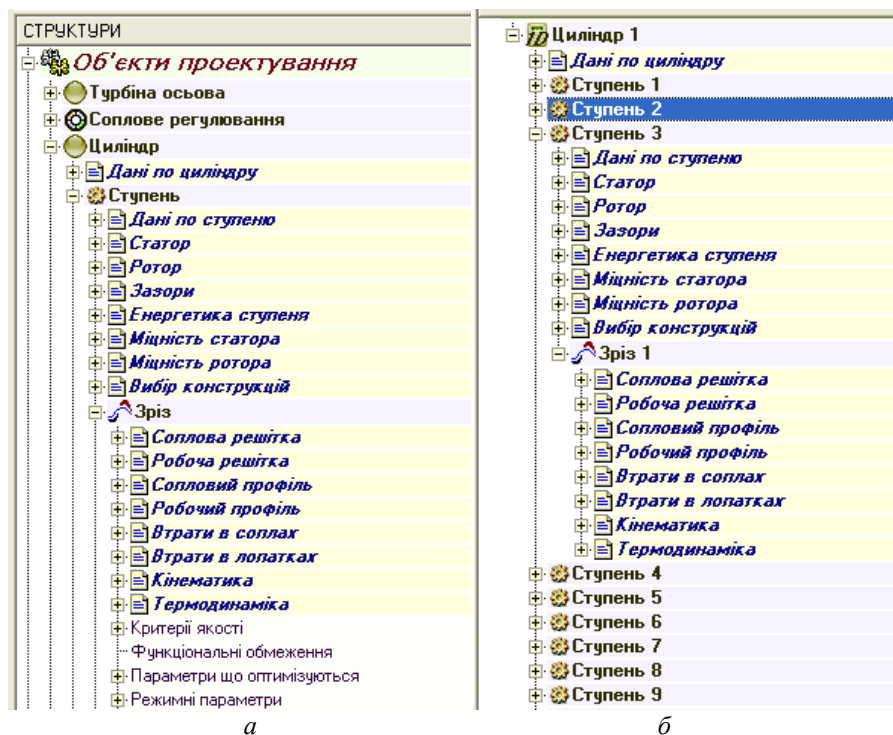 СТРУКТУРИ
Об'єкти проектування
Турбіна осьова
Соплове регулювання
Циліндр
Дані по циліндру
Ступень
Дані по ступеню
Статор
Ротор
Зазори
Енергетика ступеня
Міцність статора
Міцність ротора
Вибір конструкцій
Зріз
Соплова решітка
Робоча решітка
Сопловий профіль
Робочий профіль
Втрати в соплах
Втрати в лопатках
Кінематика
Термодинаміка
Критерії якості
Функціональні обмеження
Параметри що оптимізуються
Режимні параметри
а
Циліндр 1
Дані по циліндру
Ступень 1
Ступень 2
Ступень 3
Дані по ступеню
Статор
Ротор
Зазори
Енергетика ступеня
Міцність статора
Міцність ротора
Вибір конструкцій
Зріз 1
Соплова решітка
Робоча решітка
Сопловий профіль
Робочий профіль
Втрати в соплах
Втрати в лопатках
Кінематика
Термодинаміка
Ступень 4
Ступень 5
Ступень 6
Ступень 7
Ступень 8
Ступень 9
б